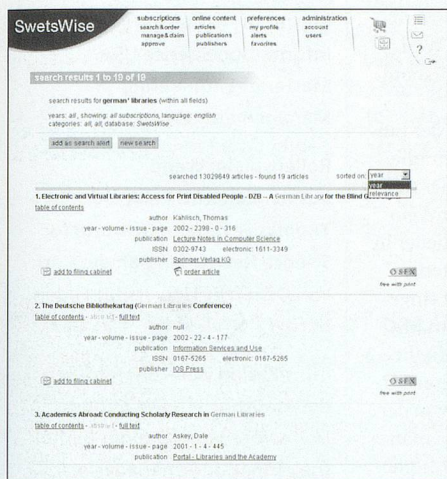 SwetsWise
subscriptions
search & order
manage & claim
approve
online content
articles
publications
publishers
preferences
my profile
alerts
favorites
administration
account
users
?
search results 1 to 19 of 19
search results for german* libraries (within all fields)
years: all, showing: all subscriptions, language: english
categories: all, all, database: SwetsWise.
add as search alert new search
searched 13029649 articles - found 19 articles sorted on: year
year
relevance
1. Electronic and Virtual Libraries: Access for Print Disabled People - DZB -- A German Library for the Blind
table of contents
author Kahlisch, Thomas
year - volume - issue - page 2002 - 2398 - 0 - 316
publication Lecture Notes in Computer Science
ISSN 0302-9743 electronic: 1611-3349
publisher Springer Verlag KG
add to filing cabinet order article SFX
free with print
2. The Deutsche Bibliothekartag (German Libraries Conference)
table of contents - abstract - full text
author null
year - volume - issue - page 2002 - 22 - 4 - 177
publication Information Services and Use
ISSN 0167-5265 electronic: 0167-5265
publisher IOS Press
add to filing cabinet SFX
free with print
3. Academics Abroad: Conducting Scholarly Research in German Libraries
table of contents - abstract - full text
author Askey, Dale
year - volume - issue - page 2001 - 1 - 4 - 445
publication Portal - Libraries and the Academy